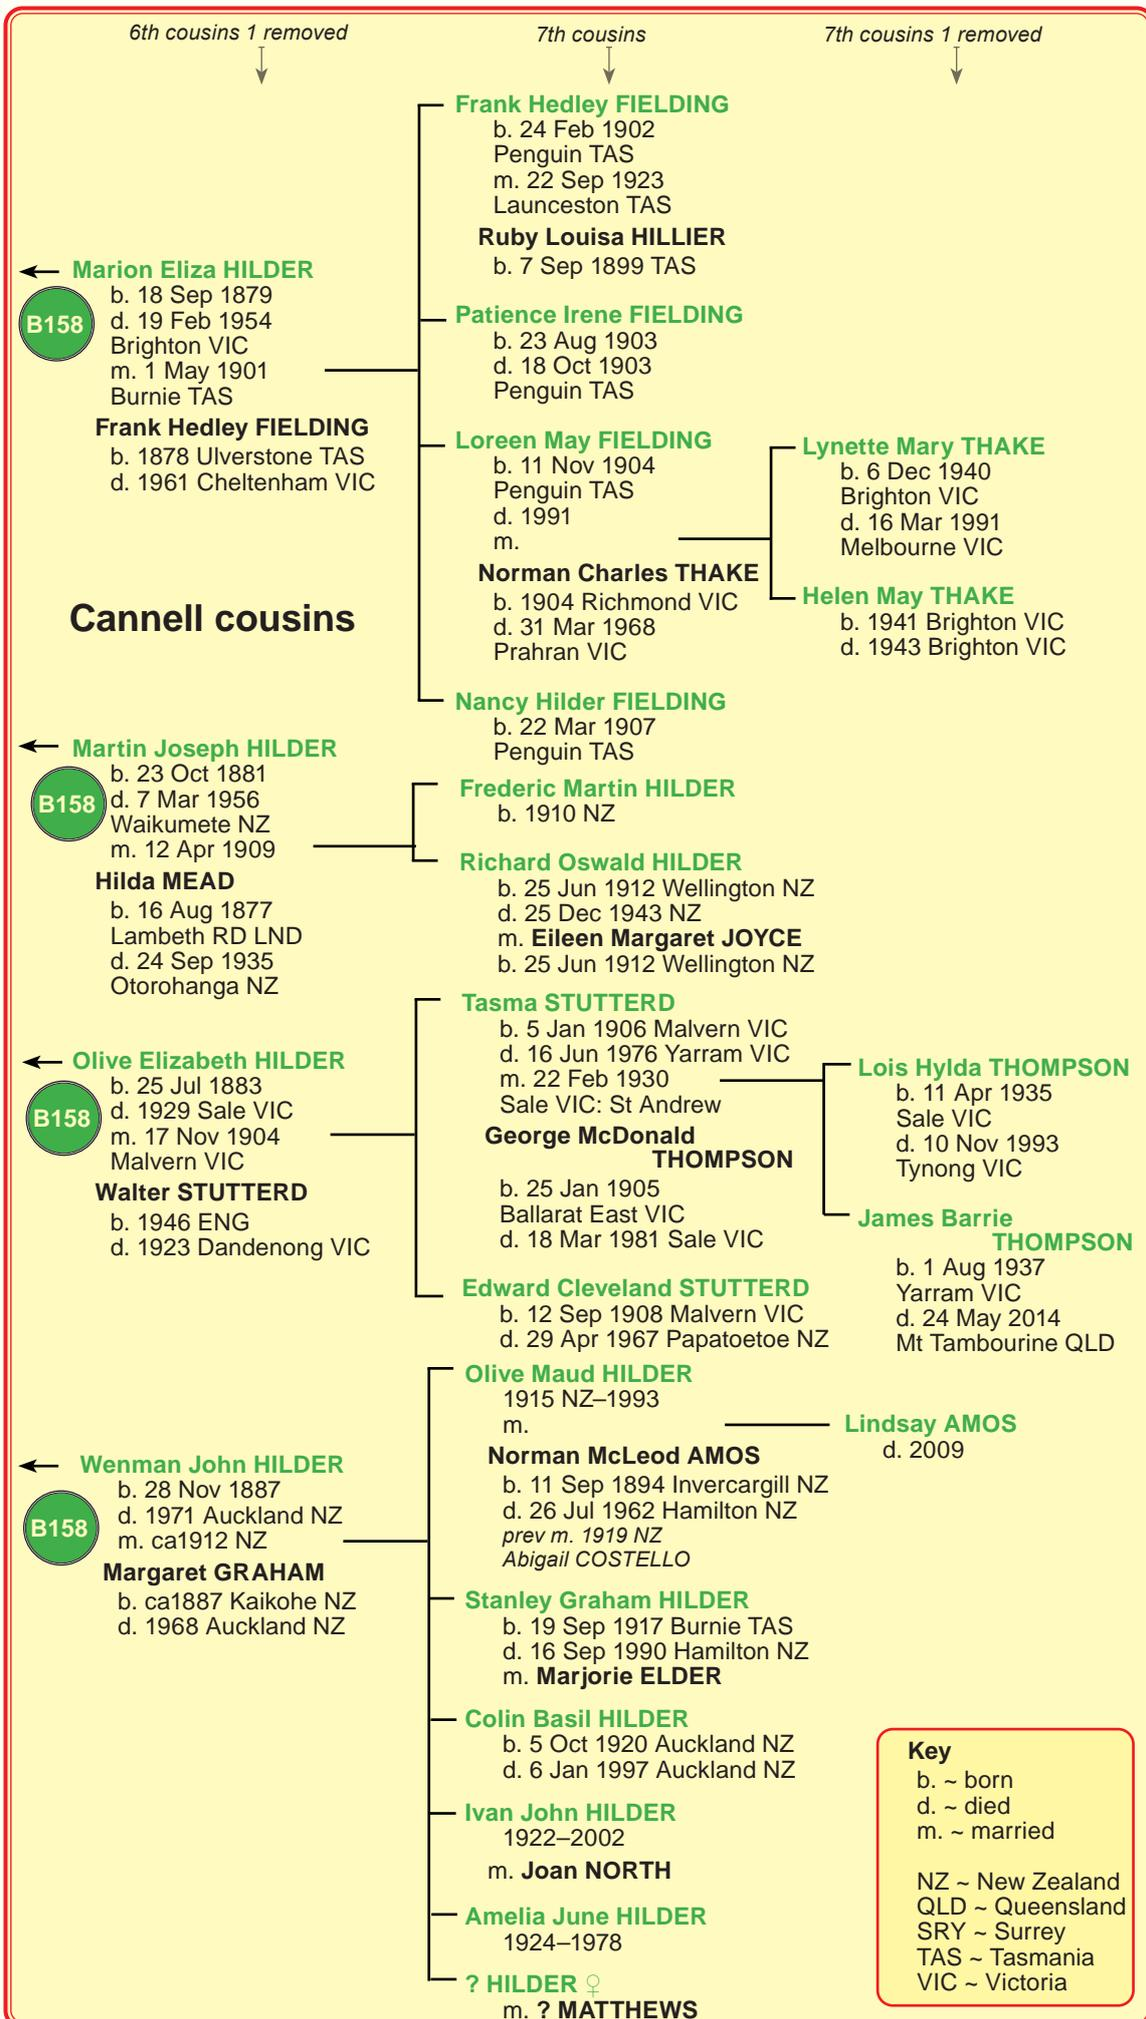 6th cousins 1 removed
7th cousins
7th cousins 1 removed
Marion Eliza HILDER
B158
b. 18 Sep 1879
d. 19 Feb 1954
Brighton VIC
m. 1 May 1901
Burnie TAS
Frank Hedley FIELDING
b. 1878 Ulverstone TAS
d. 1961 Cheltenham VIC
Frank Hedley FIELDING
b. 24 Feb 1902
Penguin TAS
m. 22 Sep 1923
Launceston TAS
Ruby Louisa HILLIER
b. 7 Sep 1899 TAS
Patience Irene FIELDING
b. 23 Aug 1903
d. 18 Oct 1903
Penguin TAS
Loreen May FIELDING
b. 11 Nov 1904
Penguin TAS
d. 1991
m.
Norman Charles THAKE
b. 1904 Richmond VIC
d. 31 Mar 1968
Prahran VIC
Lynette Mary THAKE
b. 6 Dec 1940
Brighton VIC
d. 16 Mar 1991
Melbourne VIC
Helen May THAKE
b. 1941 Brighton VIC
d. 1943 Brighton VIC
Nancy Hilder FIELDING
b. 22 Mar 1907
Penguin TAS
Cannell cousins
Martin Joseph HILDER
B158
b. 23 Oct 1881
d. 7 Mar 1956
Waikumete NZ
m. 12 Apr 1909
Hilda MEAD
b. 16 Aug 1877
Lambeth RD LND
d. 24 Sep 1935
Otorohanga NZ
Frederic Martin HILDER
b. 1910 NZ
Richard Oswald HILDER
b. 25 Jun 1912 Wellington NZ
d. 25 Dec 1943 NZ
m. Eileen Margaret JOYCE
b. 25 Jun 1912 Wellington NZ
Olive Elizabeth HILDER
B158
b. 25 Jul 1883
d. 1929 Sale VIC
m. 17 Nov 1904
Malvern VIC
Walter STUTTERD
b. 1946 ENG
d. 1923 Dandenong VIC
Tasma STUTTERD
b. 5 Jan 1906 Malvern VIC
d. 16 Jun 1976 Yarram VIC
m. 22 Feb 1930
Sale VIC: St Andrew
George McDonald
THOMPSON
b. 25 Jan 1905
Ballarat East VIC
d. 18 Mar 1981 Sale VIC
Lois Hylda THOMPSON
b. 11 Apr 1935
Sale VIC
d. 10 Nov 1993
Tynong VIC
James Barrie
THOMPSON
b. 1 Aug 1937
Yarram VIC
d. 24 May 2014
Mt Tambourine QLD
Edward Cleveland STUTTERD
b. 12 Sep 1908 Malvern VIC
d. 29 Apr 1967 Papatoetoe NZ
Wenman John HILDER
B158
b. 28 Nov 1887
d. 1971 Auckland NZ
m. ca1912 NZ
Margaret GRAHAM
b. ca1887 Kaikohe NZ
d. 1968 Auckland NZ
Olive Maud HILDER
1915 NZ–1993
m.
Norman McLeod AMOS
b. 11 Sep 1894 Invercargill NZ
d. 26 Jul 1962 Hamilton NZ
prev m. 1919 NZ
Abigail COSTELLO
Lindsay AMOS
d. 2009
Stanley Graham HILDER
b. 19 Sep 1917 Burnie TAS
d. 16 Sep 1990 Hamilton NZ
m. Marjorie ELDER
Colin Basil HILDER
b. 5 Oct 1920 Auckland NZ
d. 6 Jan 1997 Auckland NZ
Ivan John HILDER
1922–2002
m. Joan NORTH
Amelia June HILDER
1924–1978
? HILDER ♀
m. ? MATTHEWS
Key
b. ~ born
d. ~ died
m. ~ married
NZ ~ New Zealand
QLD ~ Queensland
SRY ~ Surrey
TAS ~ Tasmania
VIC ~ Victoria